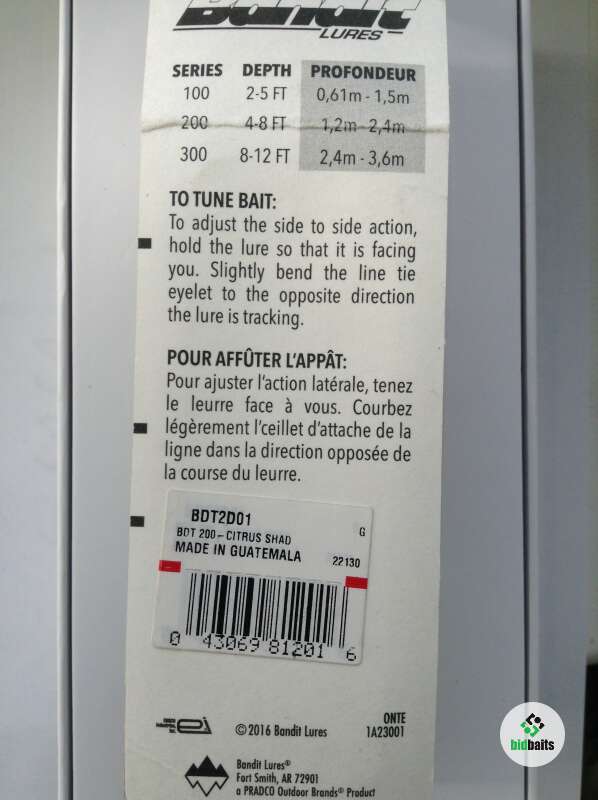 Bandit
LURES
SERIES DEPTH PROFONDEUR
100 2-5 FT 0,61m - 1,5m
200 4-8 FT 1,2m - 2,4m
300 8-12 FT 2,4m - 3,6m
TO TUNE BAIT:
To adjust the side to side action,
hold the lure so that it is facing
you. Slightly bend the line tie
eyelet to the opposite direction
the lure is tracking.
POUR AFFÛTER L'APPÂT:
Pour ajuster l'action latérale, tenez
le leurre face à vous. Courbez
légèrement l'ceillet d'attache de la
ligne dans la direction opposée de
la course du leurre.
BDT2D01
G
BDT 200 - CITRUS SHAD
MADE IN GUATEMALA
22130
0 43069 81201 6
ei
©2016 Bandit Lures
ONTE
1A23001
Bandit Lures®
Fort Smith, AR 72901
a PRADCO Outdoor Brands® Product
bidbaits